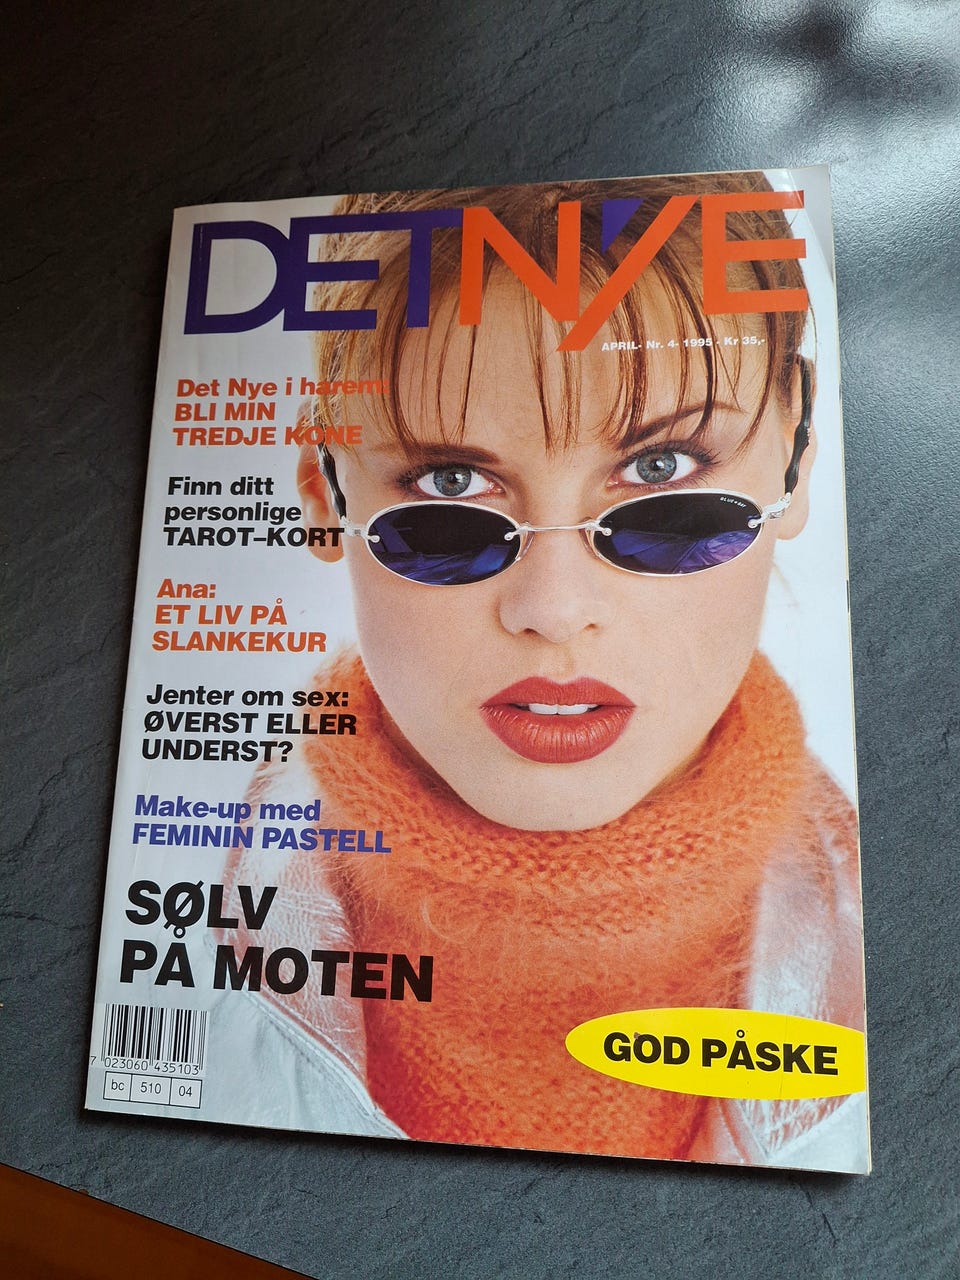 DET NYE
APRIL- Nr. 4- 1995 - Kr 35,-
Det Nye i harem:
BLI MIN
TREDJE KONE
Finn ditt
personlige
TAROT-KORT
Ana:
ET LIV PÅ
SLANKEKUR
Jenter om sex:
ØVERST ELLER
UNDERST?
Make-up med
FEMININ PASTELL
SØLV
PÅ MOTEN
GOD PÅSKE
7 023060 435103
bc 510 04